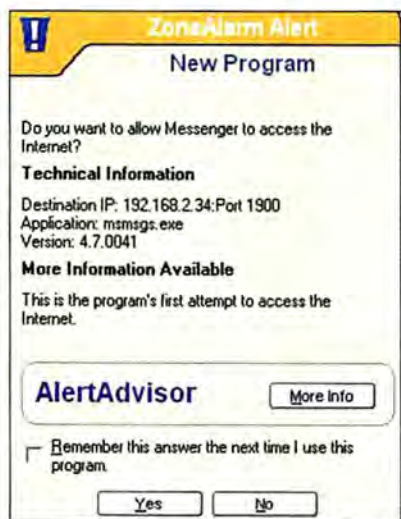 ZoneAlarm Alert
New Program
Do you want to allow Messenger to access the
Internet?
Technical Information
Destination IP: 192.168.2.34:Port 1900
Application: msmsgs.exe
Version: 4.7.0041
More Information Available
This is the program's first attempt to access the
Internet.
AlertAdvisor
More Info
Remember this answer the next time I use this
program.
Yes No